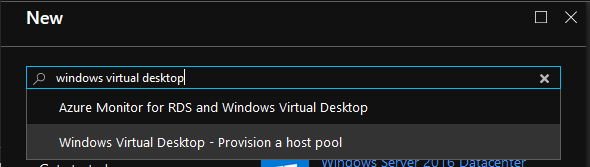 New
windows virtual desktop
Azure Monitor for RDS and Windows Virtual Desktop
Windows Virtual Desktop - Provision a host pool
Windows Server 2016 Datacenter